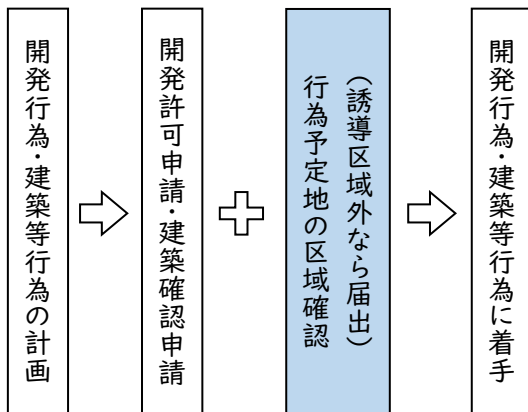 開発行為・建築等行為の計画
開発許可申請・建築確認申請
(誘導区域外なら届出)
行為予定地の区域確認
開発行為・建築等行為に着手